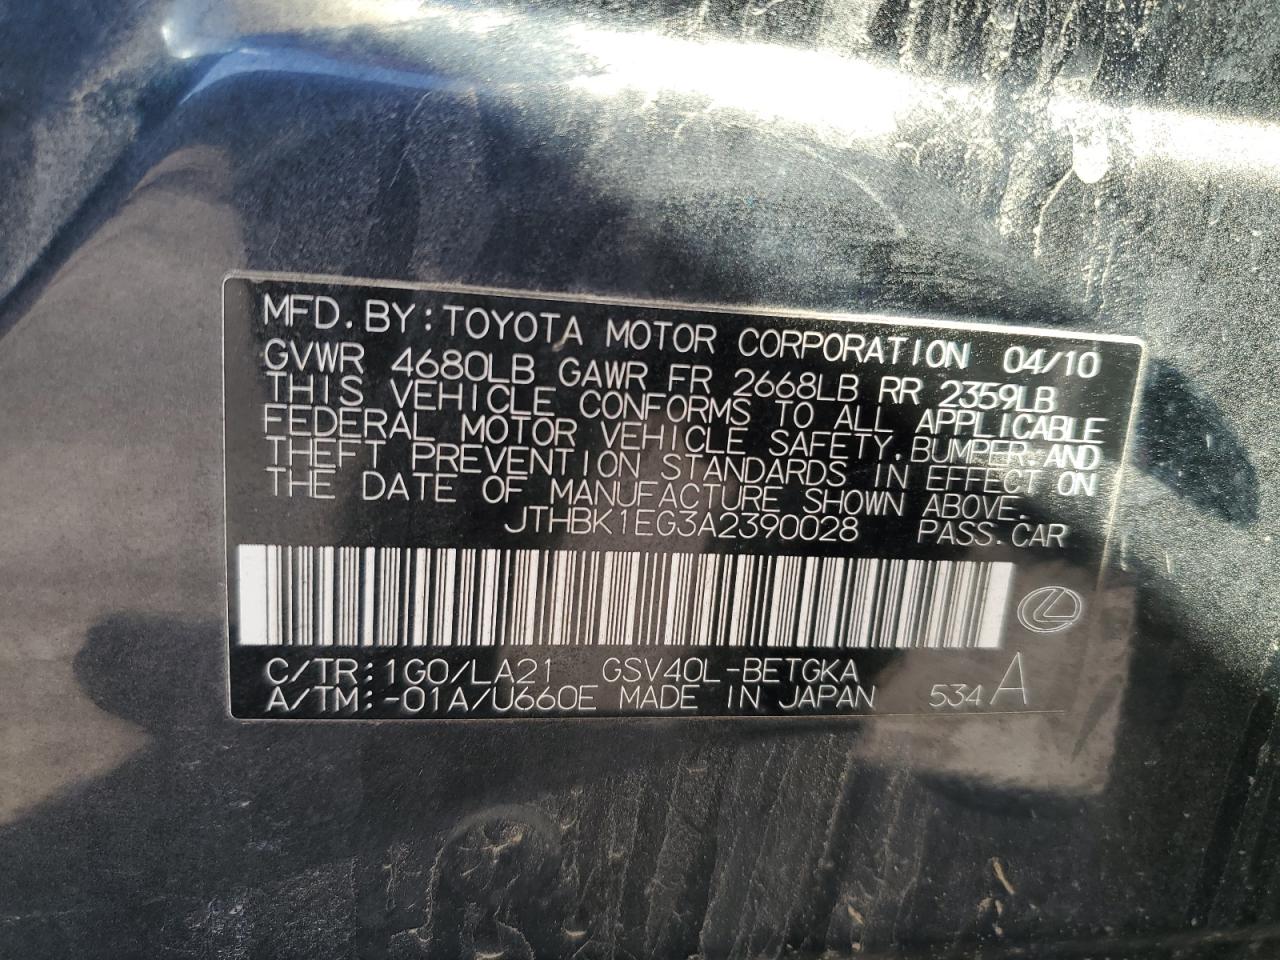 MFD. BY: TOYOTA MOTOR CORPORATION 04/10
GVWR 4680LB GAWR FR 2668LB RR 2359LB
THIS VEHICLE CONFORMS TO ALL APPLICABLE
FEDERAL MOTOR VEHICLE SAFETY, BUMPER, AND
THEFT PREVENTION STANDARDS IN EFFECT ON
THE DATE OF MANUFACTURE SHOWN ABOVE.
JTHBK1EG3A2390028 PASS. CAR
C/TR: 1G0/LA21 GSV40L-BETGKA
A/TM: -01A/U660E MADE IN JAPAN 534 A